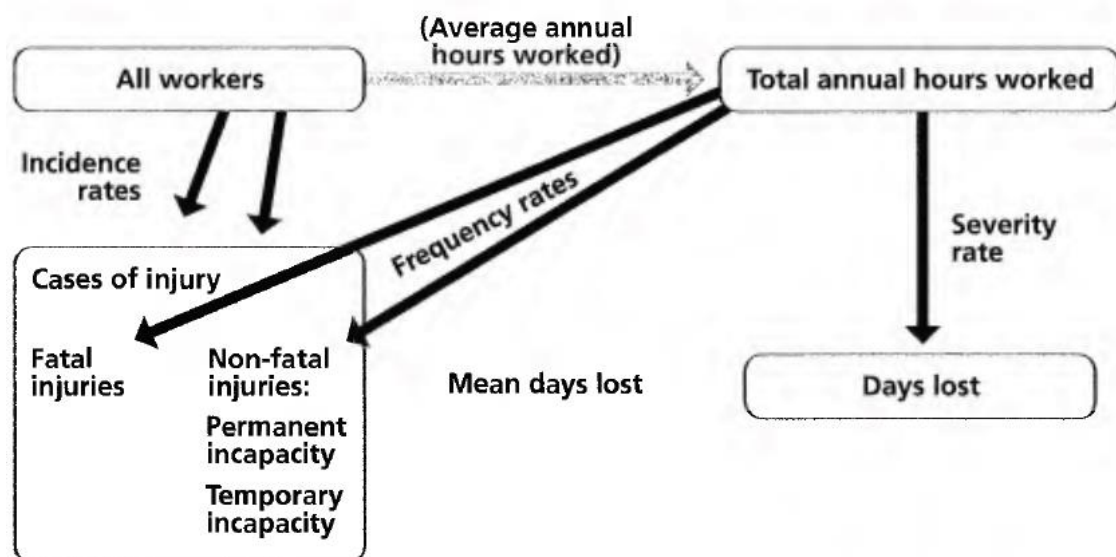 (Average annual
hours worked)
All workers
Total annual hours worked
Incidence
rates
Frequency rates
Severity
rate
Cases of injury
Fatal
injuries
Non-fatal
injuries:
Permanent
incapacity
Temporary
incapacity
Mean days lost
Days lost